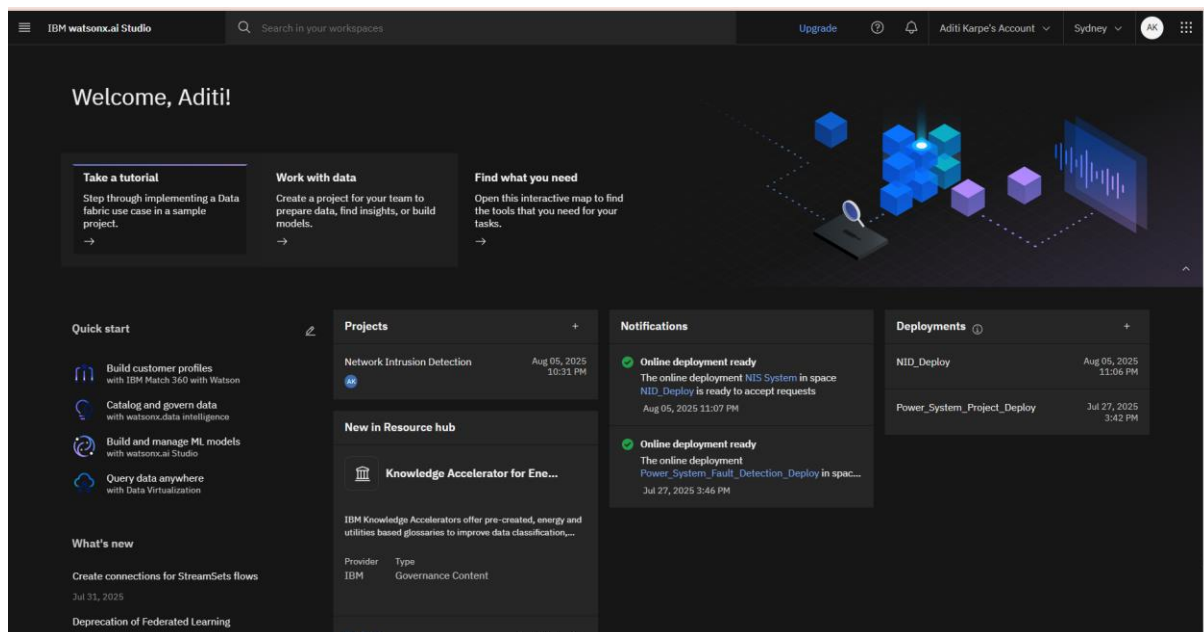 IBM watsonx.ai Studio
Search in your workspaces
Upgrade
Aditi Karpe's Account
Sydney
AK
Welcome, Aditi!
Take a tutorial
Step through implementing a Data
fabric use case in a sample
project.
Work with data
Create a project for your team to
prepare data, find insights, or build
models.
Find what you need
Open this interactive map to find
the tools that you need for your
tasks.
Quick start
Build customer profiles
with IBM Match 360 with Watson
Catalog and govern data
with watsonx.data intelligence
Build and manage ML models
with watsonx.ai Studio
Query data anywhere
with Data Virtualization
What's new
Create connections for StreamSets flows
Jul 31, 2025
Deprecation of Federated Learning
Projects
Network Intrusion Detection
Aug 05, 2025
10:31 PM
AK
New in Resource hub
Knowledge Accelerator for Ene...
IBM Knowledge Accelerators offer pre-created, energy and
utilities based glossaries to improve data classification,...
Provider Type
IBM Governance Content
Notifications
Online deployment ready
The online deployment NIS System in space
NID_Deploy is ready to accept requests
Aug 05, 2025 11:07 PM
Online deployment ready
The online deployment
Power_System_Fault_Detection_Deploy in spac...
Jul 27, 2025 3:46 PM
Deployments
NID_Deploy
Aug 05, 2025
11:06 PM
Power_System_Project_Deploy
Jul 27, 2025
3:42 PM